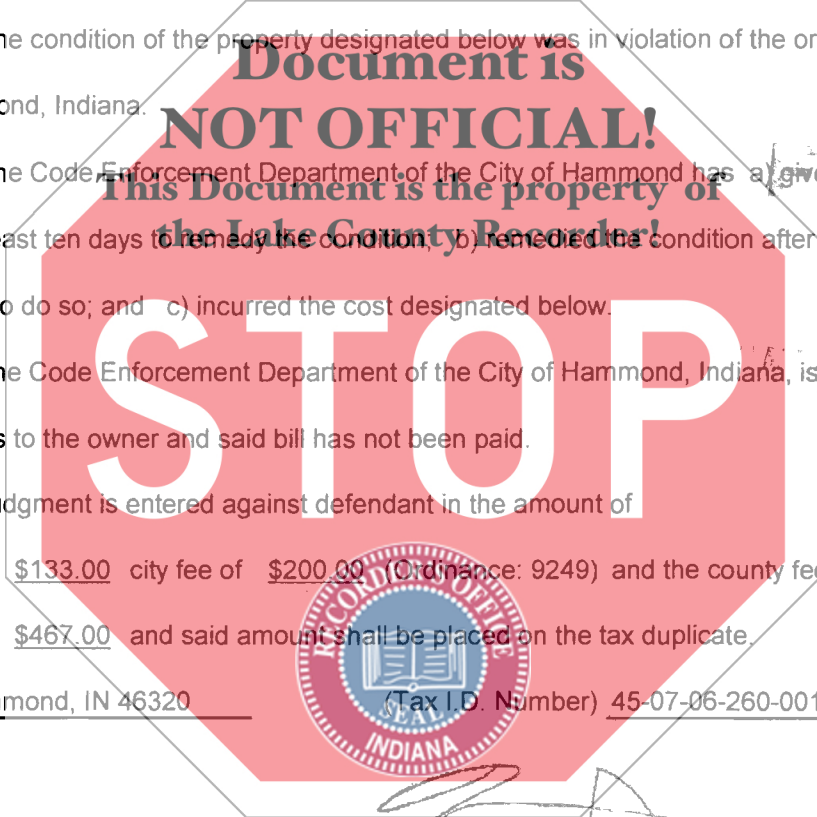 ne condition of the property designated below was in violation of the or
Document is
ond, Indiana.
NOT OFFICIAL!
ne Code Enforcement Department of the City of Hammond has a) giv
This Document is the property of
the Lake County Recorder!
ast ten days to remedy the condition; b) remedied the condition after
o do so; and c) incurred the cost designated below.
STOP
ne Code Enforcement Department of the City of Hammond, Indiana, is
s to the owner and said bill has not been paid.
dgment is entered against defendant in the amount of
$133.00 city fee of $200.00 (Ordinance: 9249) and the county fee
$467.00 and said amount shall be placed on the tax duplicate.
mond, IN 46320 (Tax I.D. Number) 45-07-06-260-001
RECORDER'S OFFICE
SEAL
INDIANA